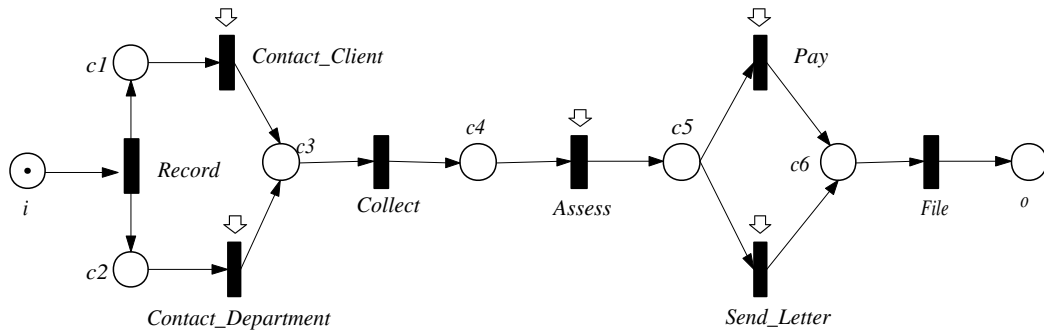 c1
Contact_Client
Pay
c3
c4
c5
c6
Record
i
Collect
Assess
File
o
c2
Contact_Department
Send_Letter